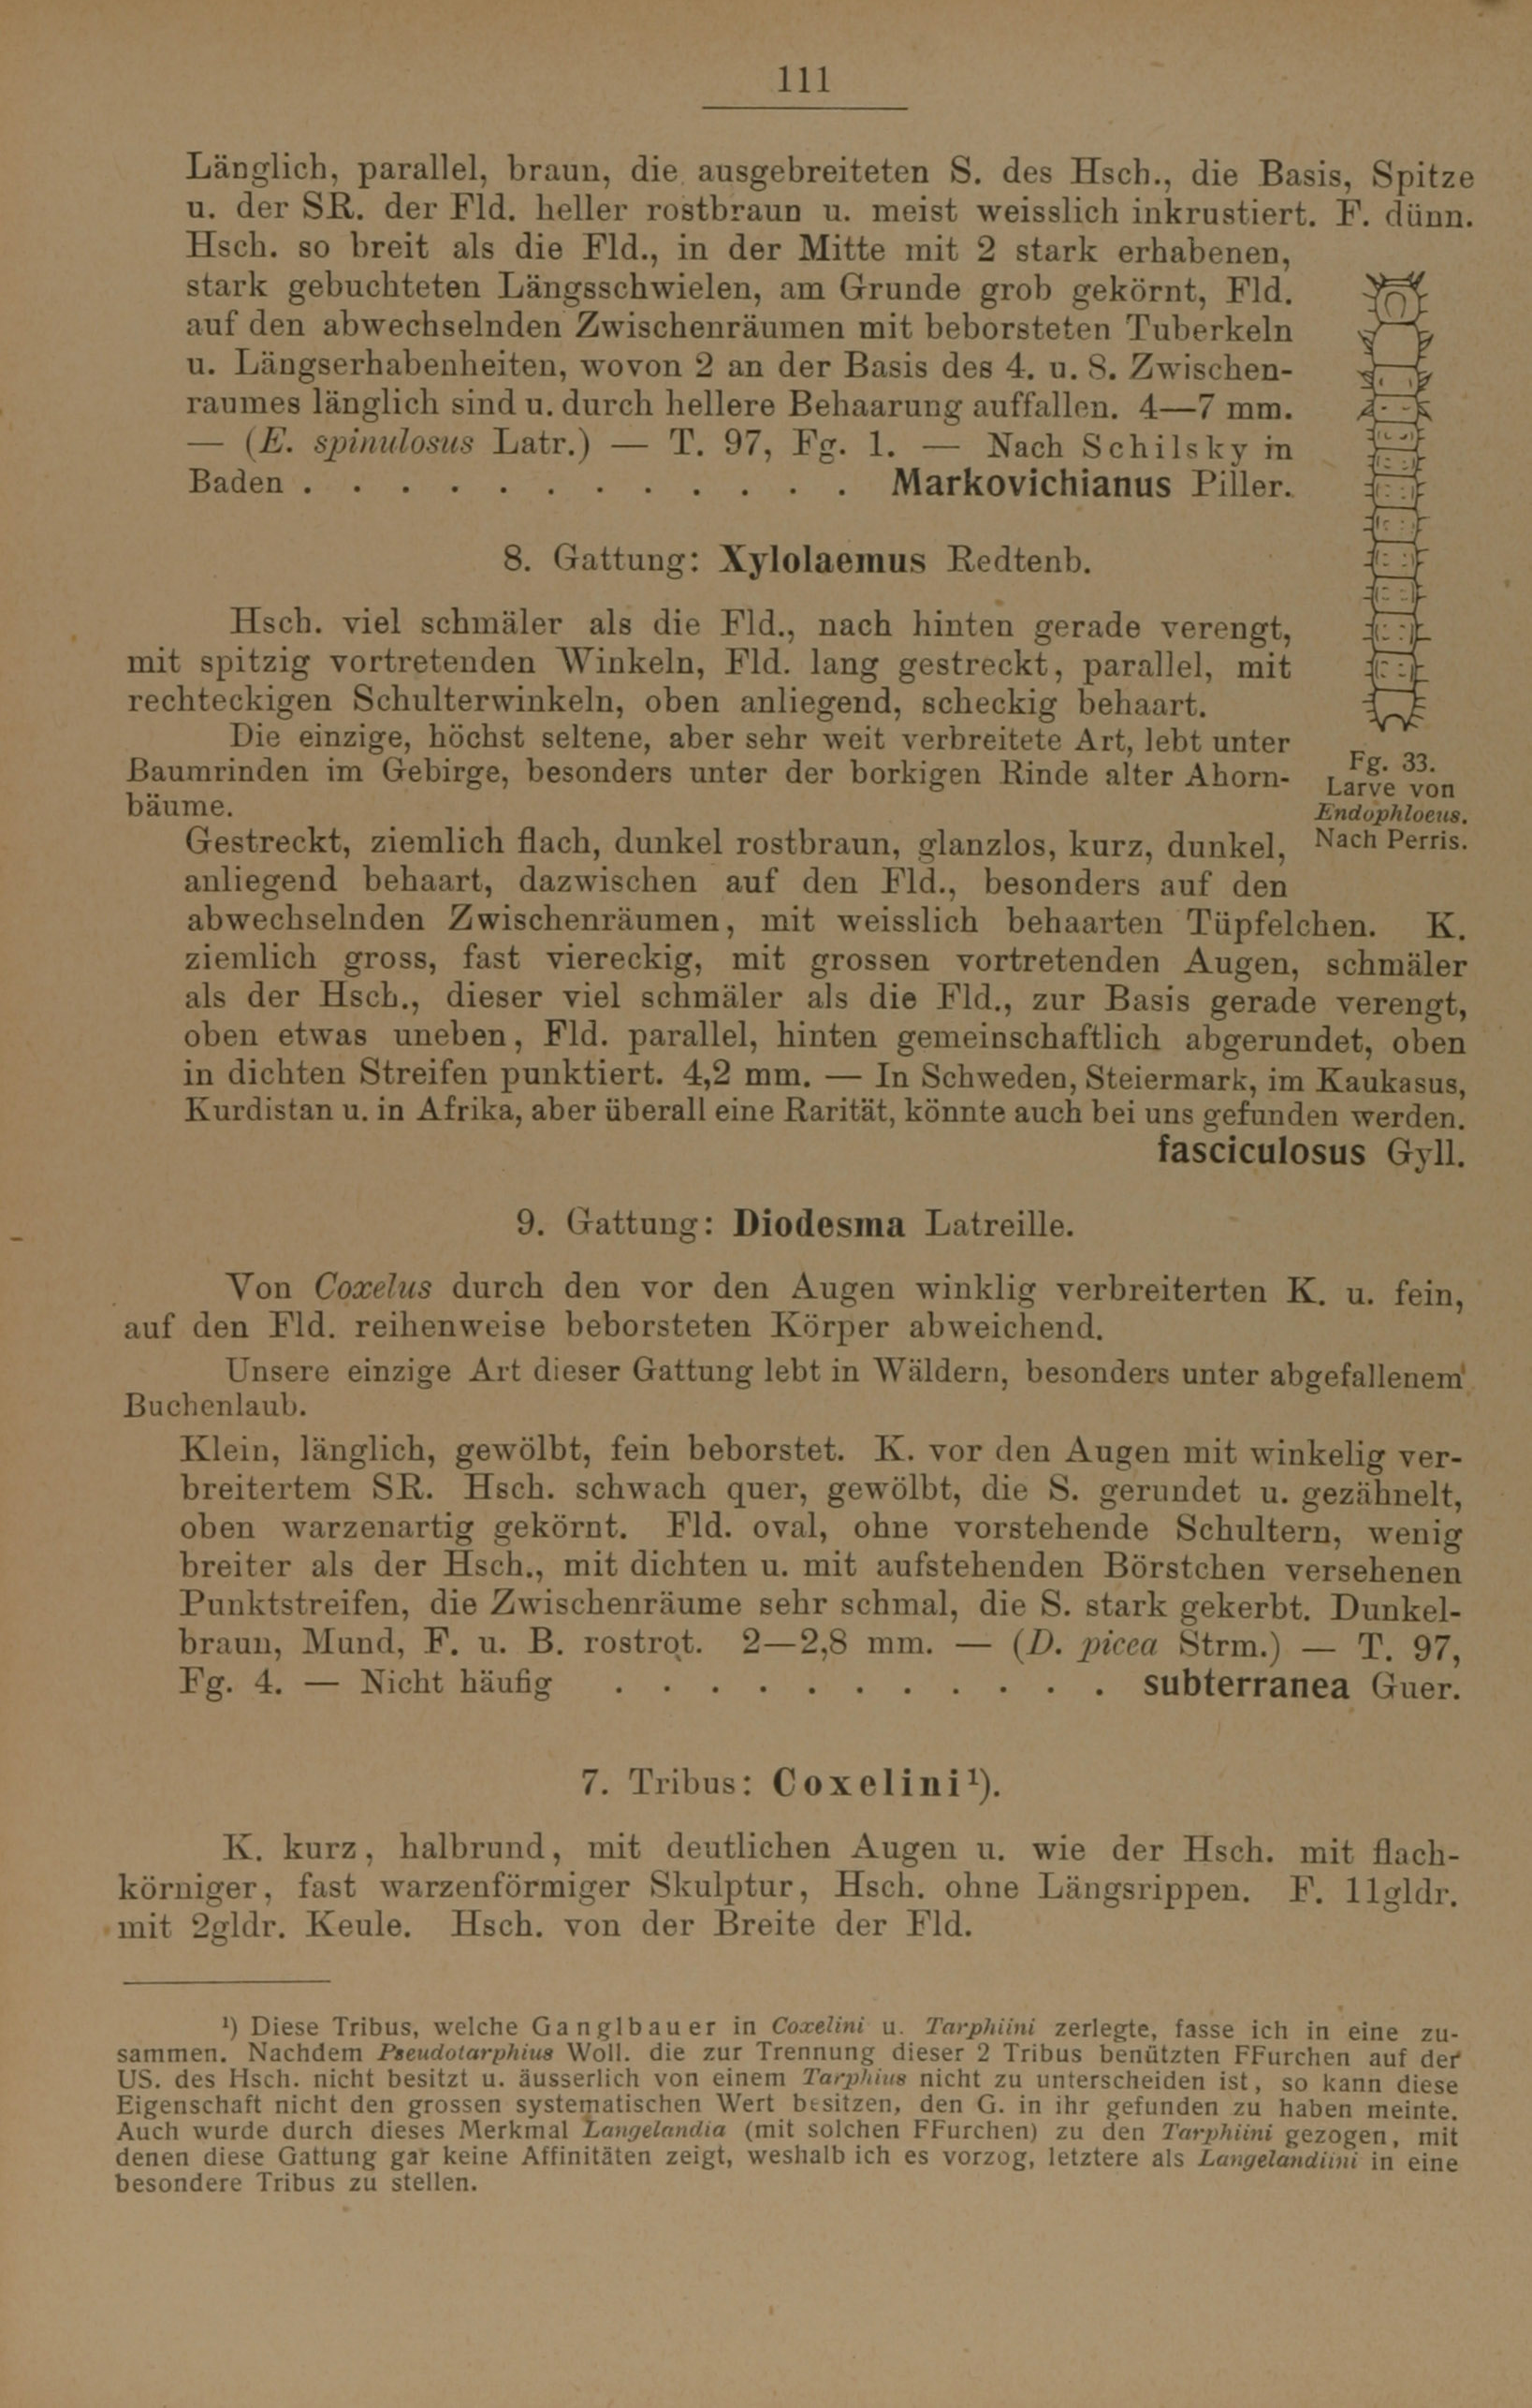 111
Länglich, parallel, braun, die ausgebreiteten S. des Hsch., die Basis, Spitze
u. der SR. der Fld. heller rostbraun u. meist weisslich inkrustiert. F. dünn.
Hsch. so breit als die Fld., in der Mitte mit 2 stark erhabenen,
stark gebuchteten Längsschwielen, am Grunde grob gekörnt, Fld.
auf den abwechselnden Zwischenräumen mit beborsteten Tuberkeln
u. Längserhabenheiten, wovon 2 an der Basis des 4. u. 8. Zwischen-
raumes länglich sind u. durch hellere Behaarung auffallen. 4—7 mm.
— (E. spinulosus Latr.) — T. 97, Fg. 1. — Nach Schilsky in
Baden . . . . . . . . . . . . Markovichianus Piller.
8. Gattung: Xylolaemus Redtenb.
Hsch. viel schmäler als die Fld., nach hinten gerade verengt,
mit spitzig vortretenden Winkeln, Fld. lang gestreckt, parallel, mit
rechteckigen Schulterwinkeln, oben anliegend, scheckig behaart.
Die einzige, höchst seltene, aber sehr weit verbreitete Art, lebt unter
Baumrinden im Gebirge, besonders unter der borkigen Rinde alter Ahorn-
bäume.
Fg. 33.
Larve von
Endophloeus.
Nach Perris.
Gestreckt, ziemlich flach, dunkel rostbraun, glanzlos, kurz, dunkel,
anliegend behaart, dazwischen auf den Fld., besonders auf den
abwechselnden Zwischenräumen, mit weisslich behaarten Tüpfelchen. K.
ziemlich gross, fast viereckig, mit grossen vortretenden Augen, schmäler
als der Hsch., dieser viel schmäler als die Fld., zur Basis gerade verengt,
oben etwas uneben, Fld. parallel, hinten gemeinschaftlich abgerundet, oben
in dichten Streifen punktiert. 4,2 mm. — In Schweden, Steiermark, im Kaukasus,
Kurdistan u. in Afrika, aber überall eine Rarität, könnte auch bei uns gefunden werden.
fasciculosus Gyll.
9. Gattung: Diodesma Latreille.
Von Coxelus durch den vor den Augen winklig verbreiterten K. u. fein,
auf den Fld. reihenweise beborsteten Körper abweichend.
Unsere einzige Art dieser Gattung lebt in Wäldern, besonders unter abgefallenem
Buchenlaub.
Klein, länglich, gewölbt, fein beborstet. K. vor den Augen mit winkelig ver-
breitertem SR. Hsch. schwach quer, gewölbt, die S. gerundet u. gezähnelt,
oben warzenartig gekörnt. Fld. oval, ohne vorstehende Schultern, wenig
breiter als der Hsch., mit dichten u. mit aufstehenden Börstchen versehenen
Punktstreifen, die Zwischenräume sehr schmal, die S. stark gekerbt. Dunkel-
braun, Mund, F. u. B. rostrot. 2—2,8 mm. — (D. picea Strm.) — T. 97,
Fg. 4. — Nicht häufig . . . . . . . . . . . subterranea Guer.
7. Tribus: Coxelini¹).
K. kurz, halbrund, mit deutlichen Augen u. wie der Hsch. mit flach-
körniger, fast warzenförmiger Skulptur, Hsch. ohne Längsrippen. F. 11gldr.
mit 2gldr. Keule. Hsch. von der Breite der Fld.
¹) Diese Tribus, welche Ganglbauer in Coxelini u. Tarphiini zerlegte, fasse ich in eine zu-
sammen. Nachdem Pseudotarphius Woll. die zur Trennung dieser 2 Tribus benützten FFurchen auf der
US. des Hsch. nicht besitzt u. äusserlich von einem Tarphius nicht zu unterscheiden ist, so kann diese
Eigenschaft nicht den grossen systematischen Wert besitzen, den G. in ihr gefunden zu haben meinte.
Auch wurde durch dieses Merkmal Langelandia (mit solchen FFurchen) zu den Tarphiini gezogen, mit
denen diese Gattung gar keine Affinitäten zeigt, weshalb ich es vorzog, letztere als Langelandiini in eine
besondere Tribus zu stellen.